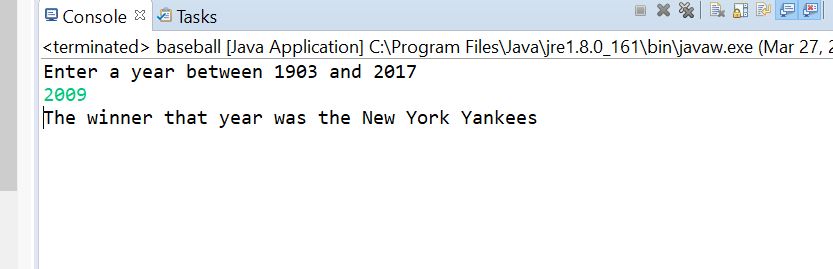 Console Tasks
<terminated> baseball [Java Application] C:\Program Files\Java\jre1.8.0_161\bin\javaw.exe (Mar 27,
Enter a year between 1903 and 2017
2009
The winner that year was the New York Yankees